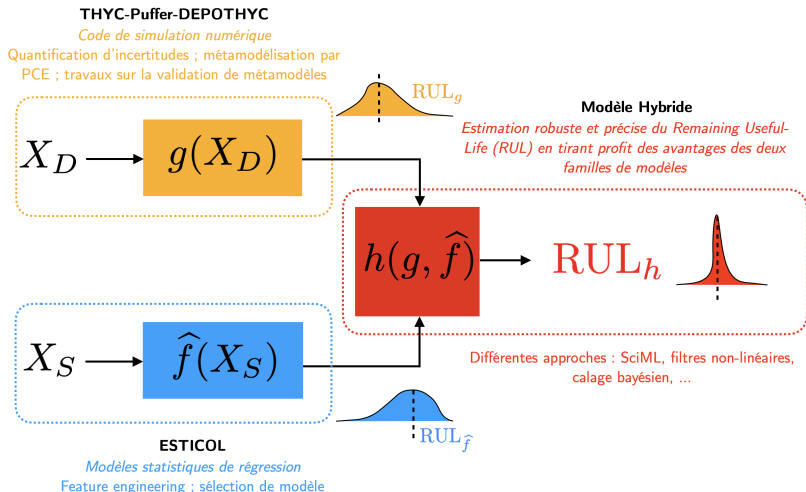 THYC-Puffer-DEPOTHYC
Code de simulation numérique
Quantification d'incertitudes ; métamodélisation par
PCE ; travaux sur la validation de métamodèles
RUL_g
X_D
g(X_D)
Modèle Hybride
Estimation robuste et précise du Remaining Useful-
Life (RUL) en tirant profit des avantages des deux
familles de modèles
h(g, f̂)
RUL_h
X_S
f̂(X_S)
Différentes approches : SciML, filtres non-linéaires,
calage bayésien, ...
RUL_f̂
ESTICOL
Modèles statistiques de régression
Feature engineering ; sélection de modèle